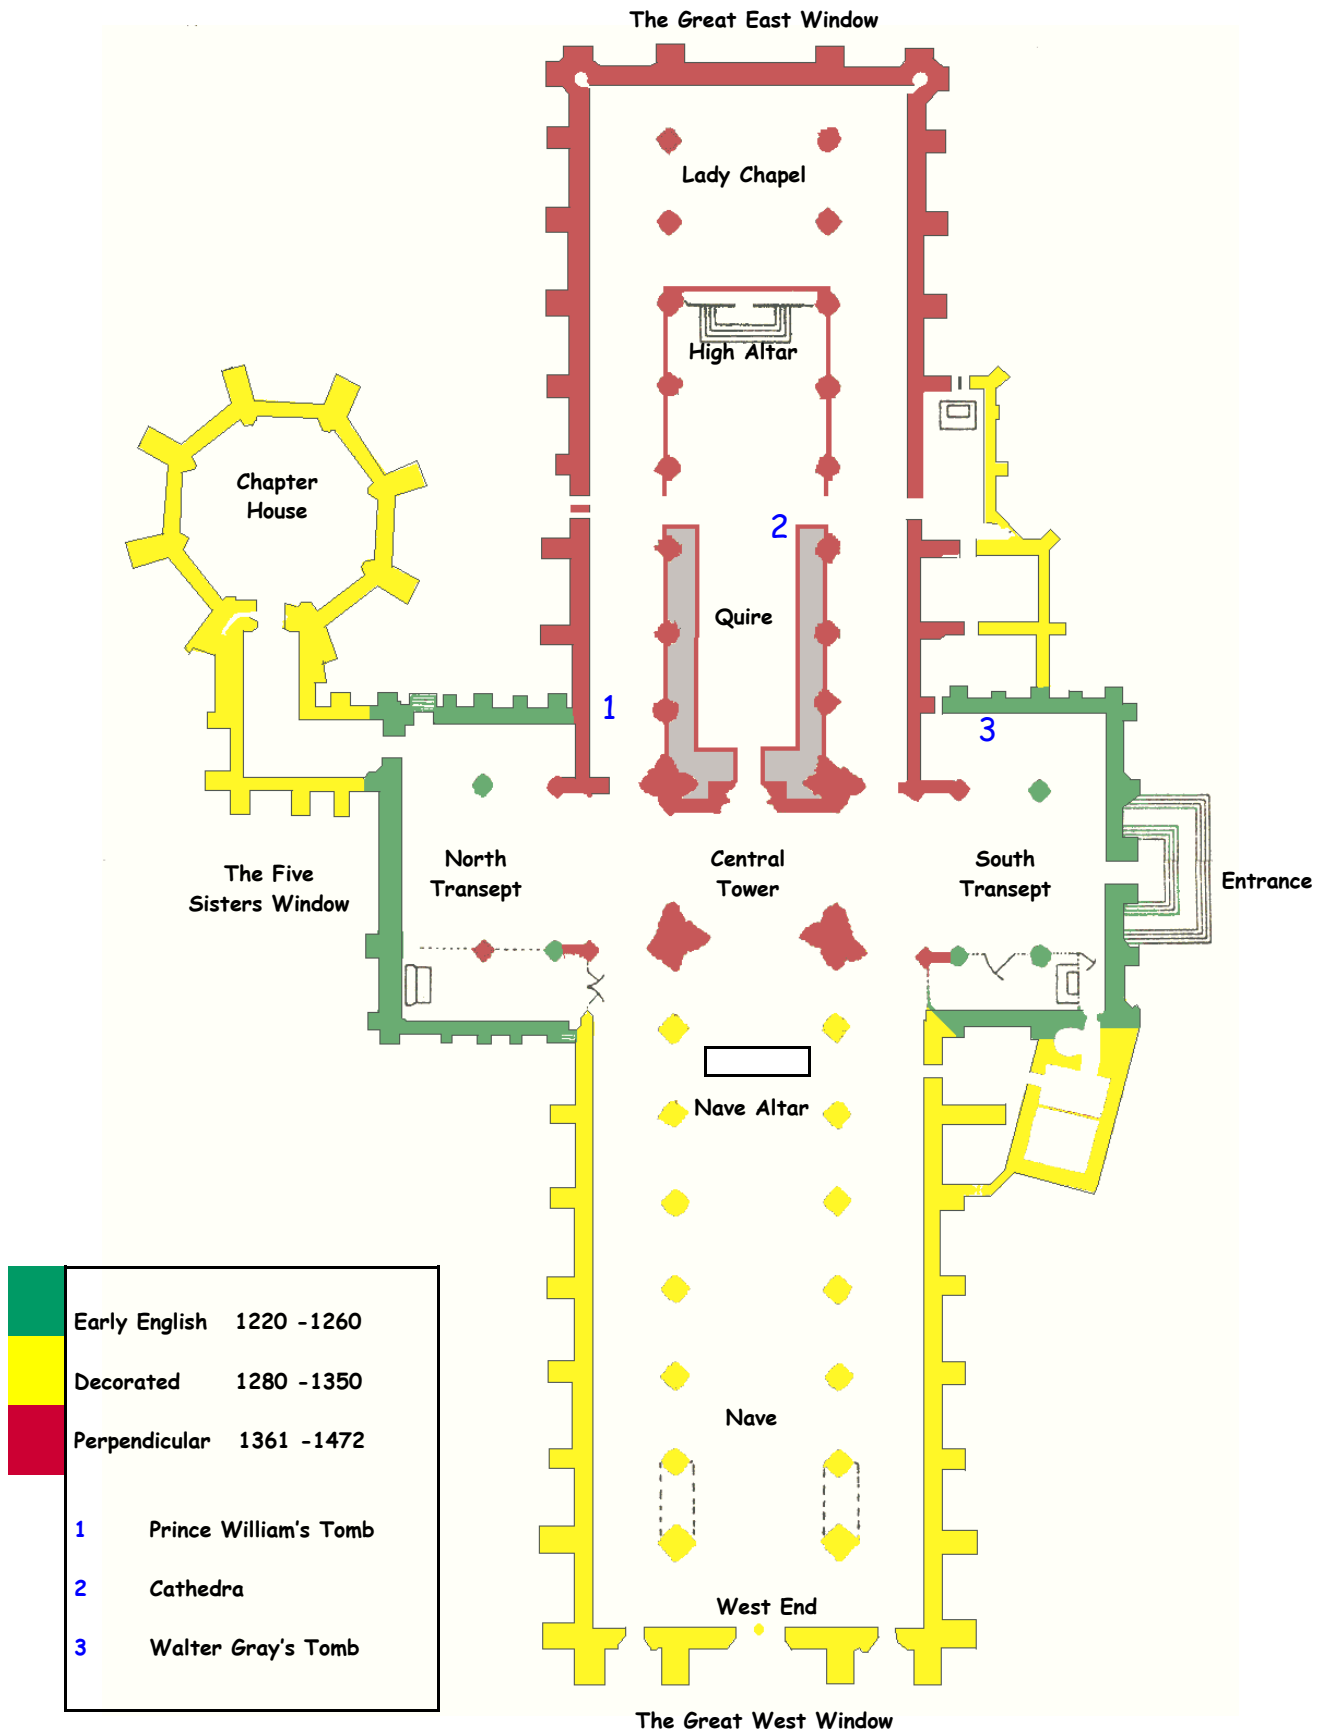 The Great East Window
Lady Chapel
High Altar
Chapter
House
2
Quire
1
3
North
Transept
Central
Tower
South
Transept
The Five
Sisters Window
Entrance
Nave Altar
Nave
Early English 1220 -1260
Decorated 1280 -1350
Perpendicular 1361 -1472
1 Prince William's Tomb
2 Cathedra
3 Walter Gray's Tomb
West End
The Great West Window